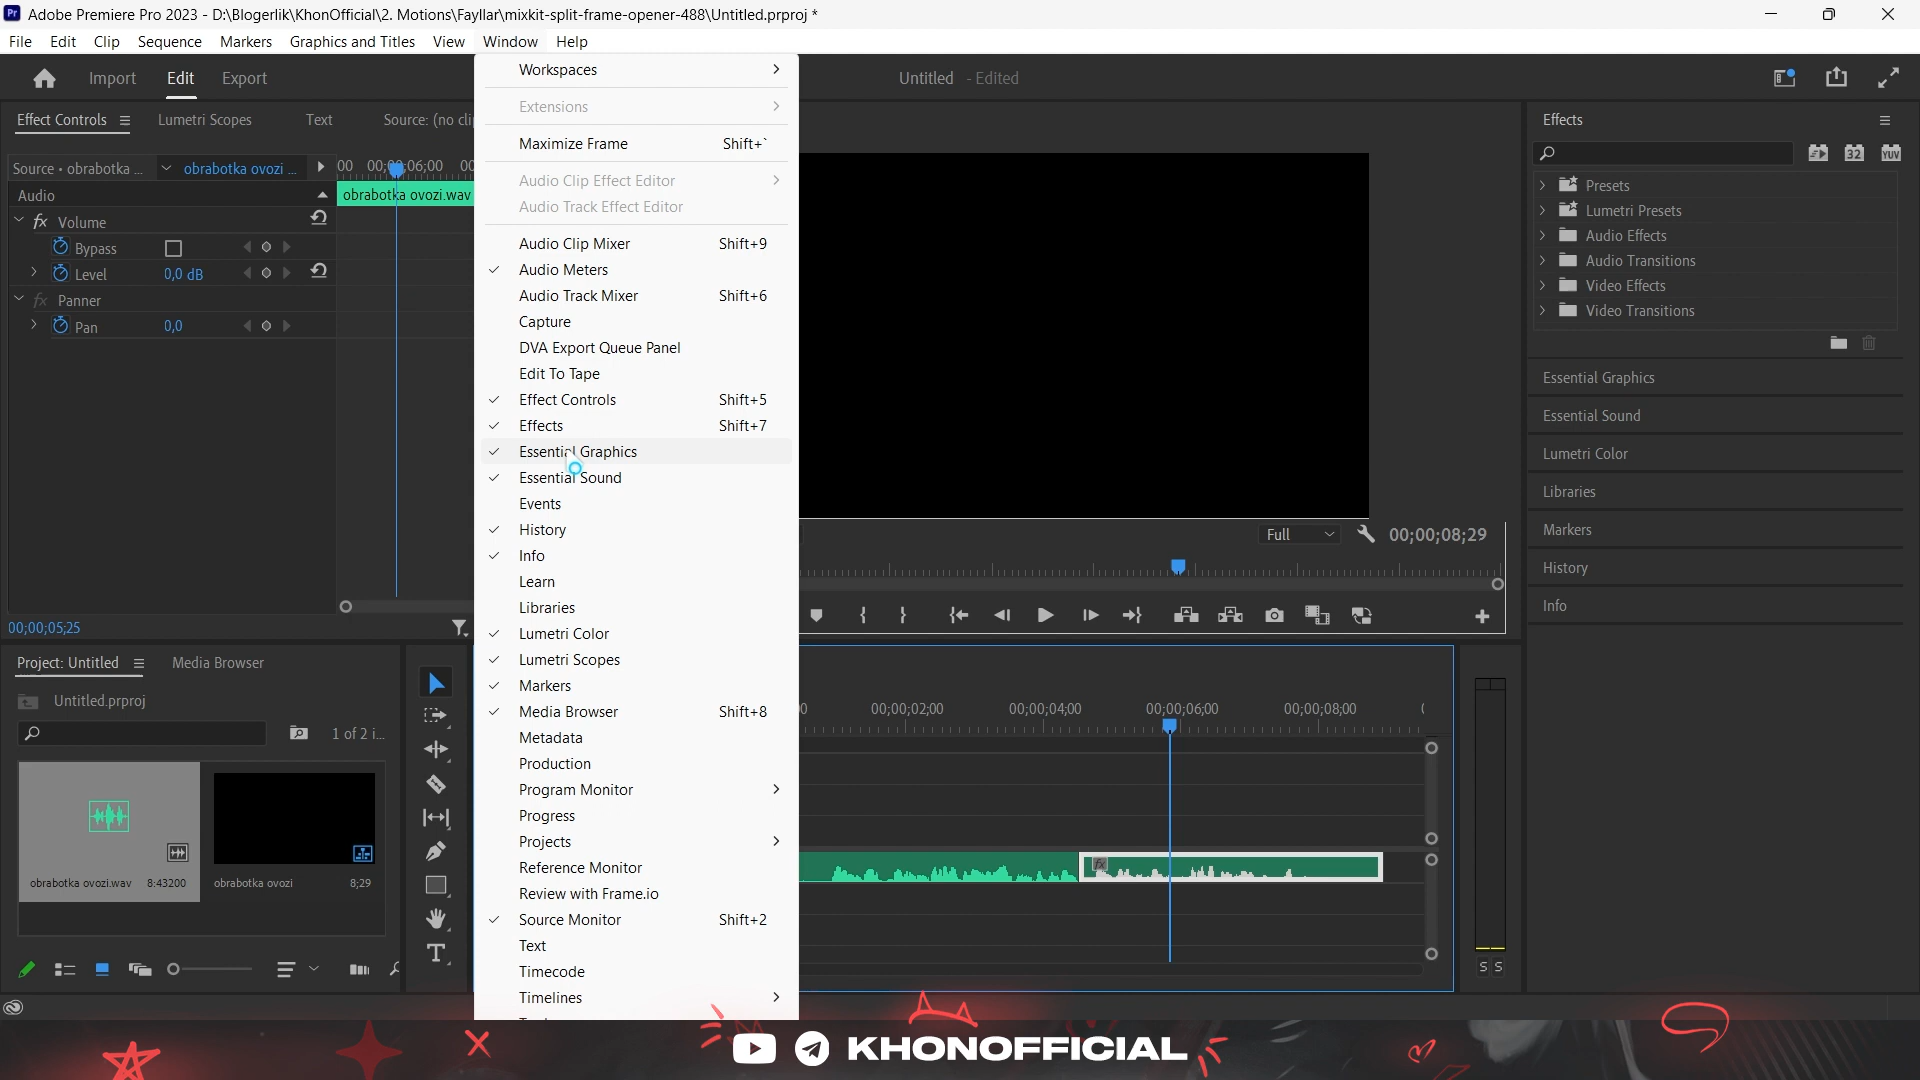 Adobe Premiere Pro 2023 - D:\Blogerlik\KhonOfficial\2. Motions\Fayllar\mixkit-split-frame-opener-488\Untitled.prproj *
File Edit Clip Sequence Markers Graphics and Titles View Window Help
Import Edit Export
Untitled - Edited
Effect Controls Lumetri Scopes Text Source: (no cli
Source • obrabotka ... obrabotka ovozi ... 00 00;00;06;00 00
Audio
obrabotka ovozi.wav
fx Volume
Bypass
Level 0,0 dB
fx Panner
Pan 0,0
00;00;05;25
Workspaces
Extensions
Maximize Frame Shift+`
Audio Clip Effect Editor
Audio Track Effect Editor
Audio Clip Mixer Shift+9
Audio Meters
Audio Track Mixer Shift+6
Capture
DVA Export Queue Panel
Edit To Tape
Effect Controls Shift+5
Effects Shift+7
Essential Graphics
Essential Sound
Events
History
Info
Learn
Libraries
Lumetri Color
Lumetri Scopes
Markers
Media Browser Shift+8
Metadata
Production
Program Monitor
Progress
Projects
Reference Monitor
Review with Frame.io
Source Monitor Shift+2
Text
Timecode
Timelines
Full 00;00;08;29
Effects
32 YUV
Presets
Lumetri Presets
Audio Effects
Audio Transitions
Video Effects
Video Transitions
Essential Graphics
Essential Sound
Lumetri Color
Libraries
Markers
History
Info
Project: Untitled Media Browser
Untitled.prproj
1 of 2 i...
obrabotka ovozi.wav 8:43200
obrabotka ovozi 8;29
00;00;02;00 00;00;04;00 00;00;06;00 00;00;08;00
fx
S S
KHONOFFICIAL